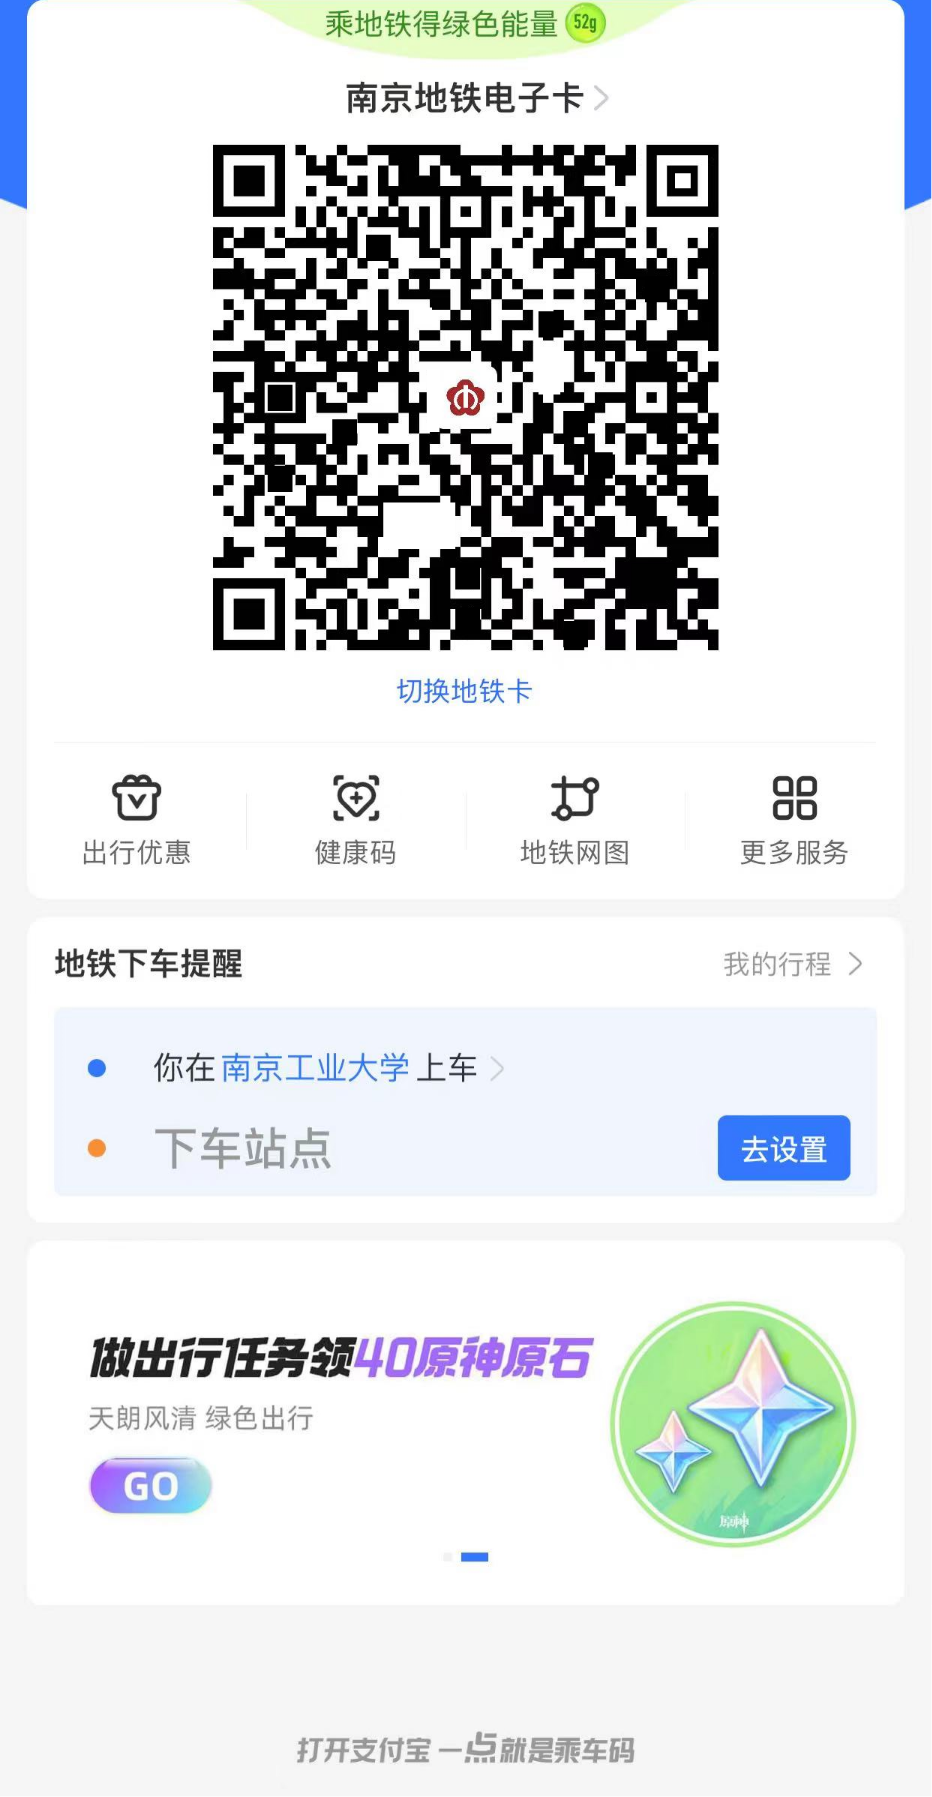 乘地铁得绿色能量 52g
南京地铁电子卡
切换地铁卡
出行优惠
健康码
地铁网图
更多服务
地铁下车提醒
我的行程
你在 南京工业大学 上车
下车站点
去设置
做出行任务领40原神原石
天朗风清 绿色出行
GO
原神
打开支付宝 一点就是乘车码